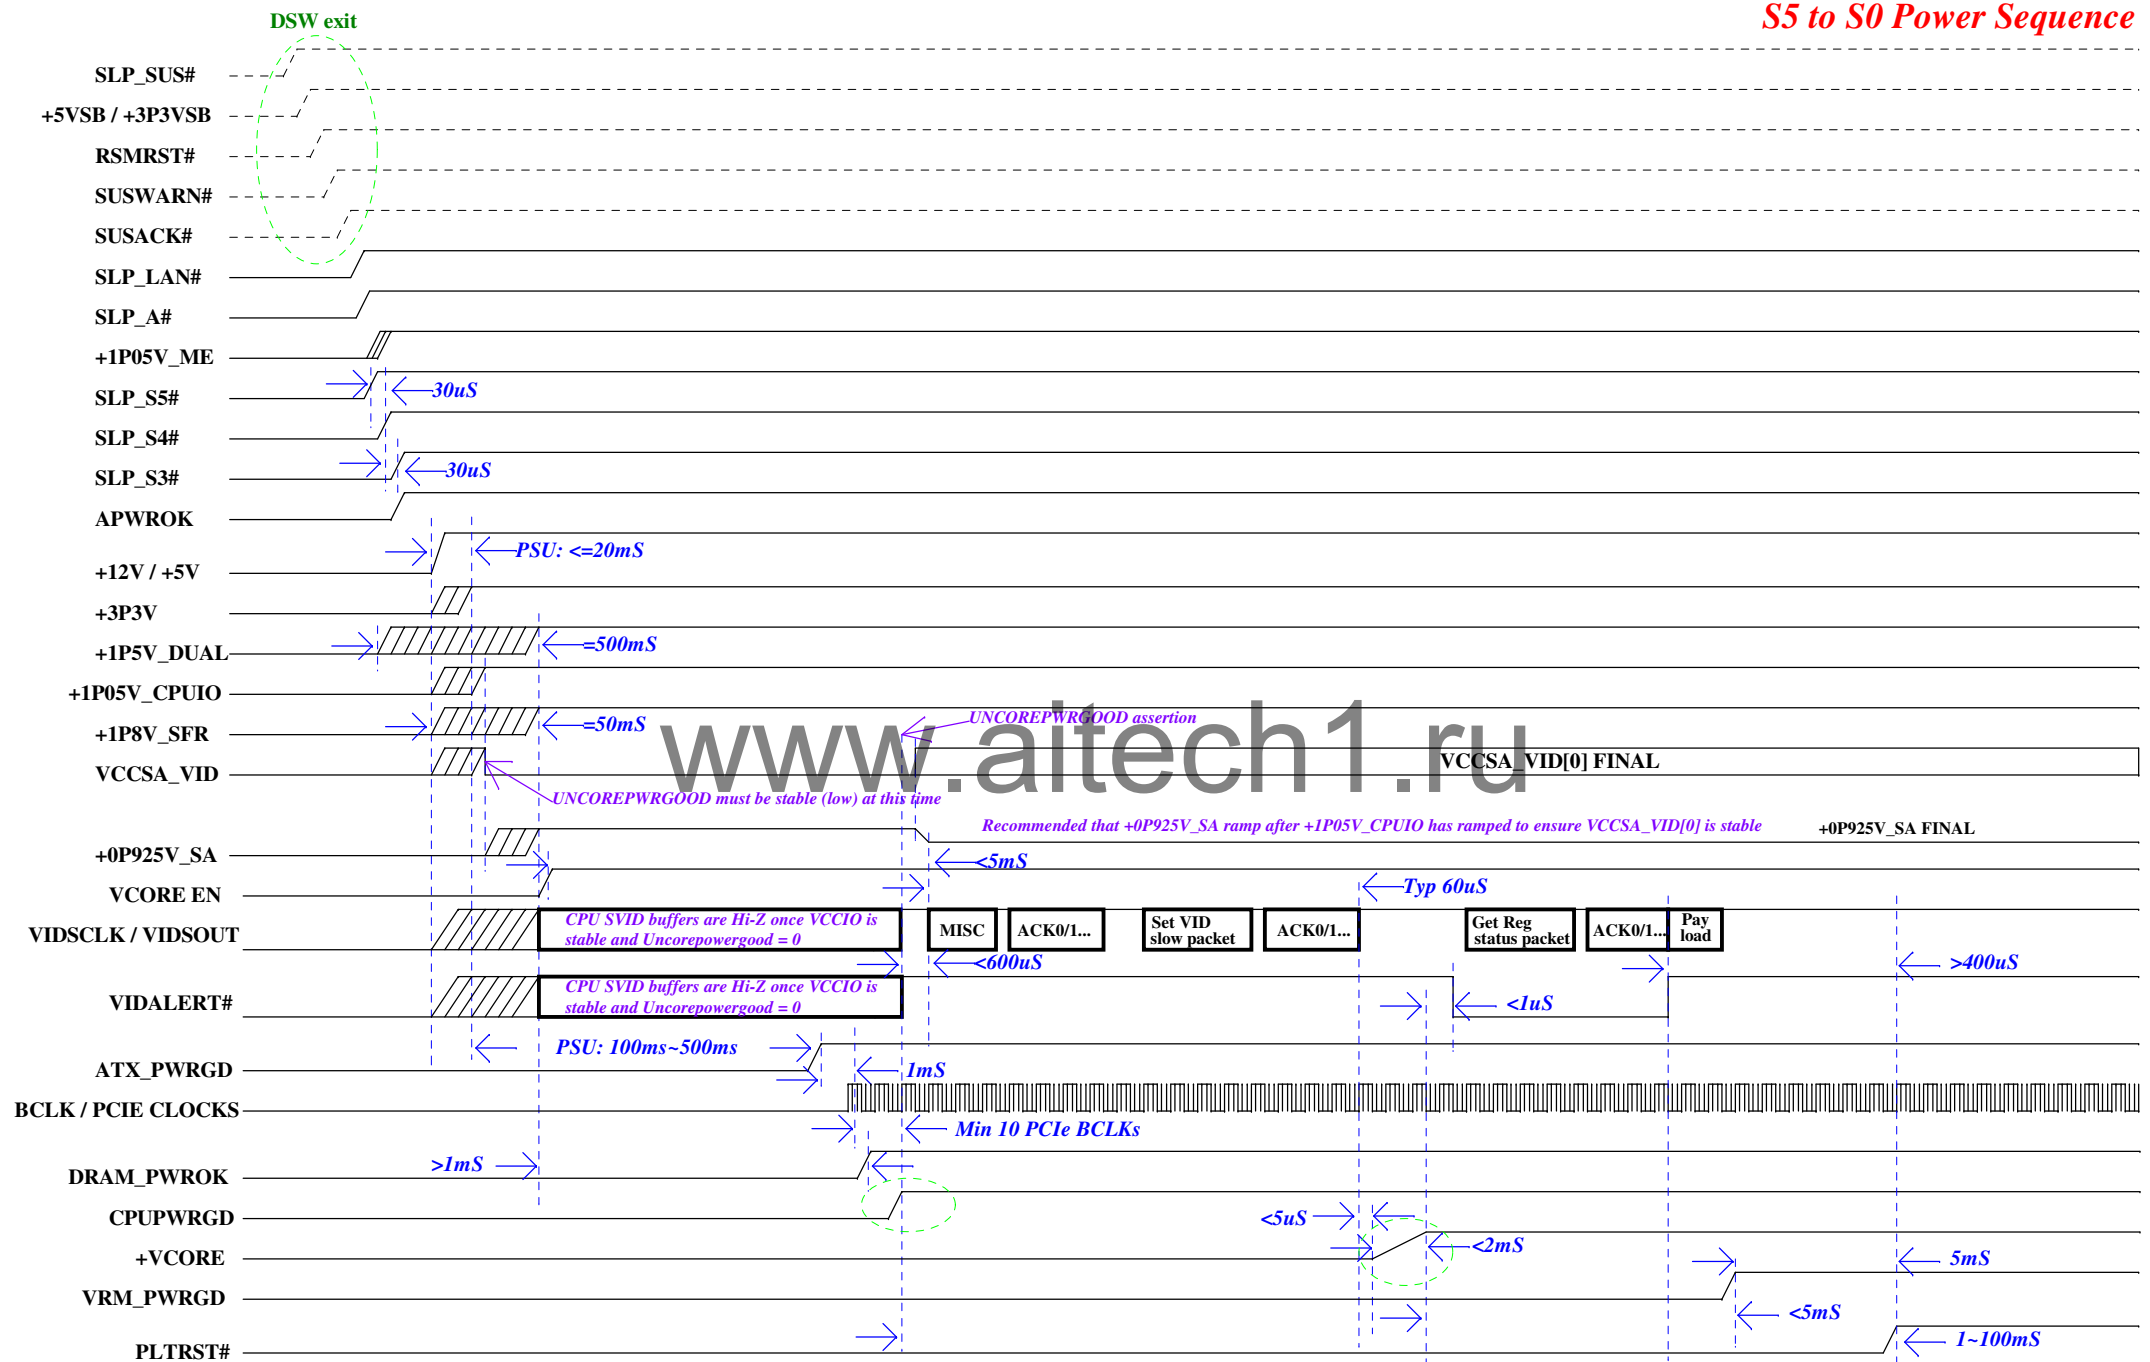 DSW exit
S5 to S0 Power Sequence
SLP_SUS#
+5VSB / +3P3VSB
RSMRST#
SUSWARN#
SUSACK#
SLP_LAN#
SLP_A#
+1P05V_ME
SLP_S5#
30uS
SLP_S4#
SLP_S3#
30uS
APWROK
+12V / +5V
PSU: <=20mS
+3P3V
+1P5V_DUAL
=500mS
+1P05V_CPUIO
+1P8V_SFR
=50mS
UNCOREPWRGOOD assertion
www.aitech1.ru
VCCSA_VID
VCCSA_VID[0] FINAL
UNCOREPWRGOOD must be stable (low) at this time
Recommended that +0P925V_SA ramp after +1P05V_CPUIO has ramped to ensure VCCSA_VID[0] is stable
+0P925V_SA FINAL
+0P925V_SA
<5mS
VCORE EN
Typ 60uS
VIDSCLK / VIDSOUT
CPU SVID buffers are Hi-Z once VCCIO is
stable and Uncorepowergood = 0
MISC
ACK0/1...
Set VID
slow packet
ACK0/1...
Get Reg
status packet
ACK0/1...
Pay
load
<600uS
>400uS
VIDALERT#
CPU SVID buffers are Hi-Z once VCCIO is
stable and Uncorepowergood = 0
<1uS
PSU: 100ms~500ms
ATX_PWRGD
1mS
BCLK / PCIE CLOCKS
Min 10 PCIe BCLKs
>1mS
DRAM_PWROK
CPUPWRGD
<5uS
+VCORE
<2mS
5mS
VRM_PWRGD
<5mS
PLTRST#
1~100mS